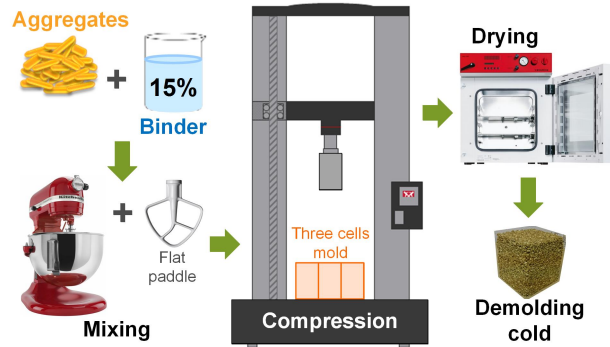 Aggregates
15%
Binder
Flat
paddle
Mixing
Three cells
mold
Compression
Drying
Demolding
cold